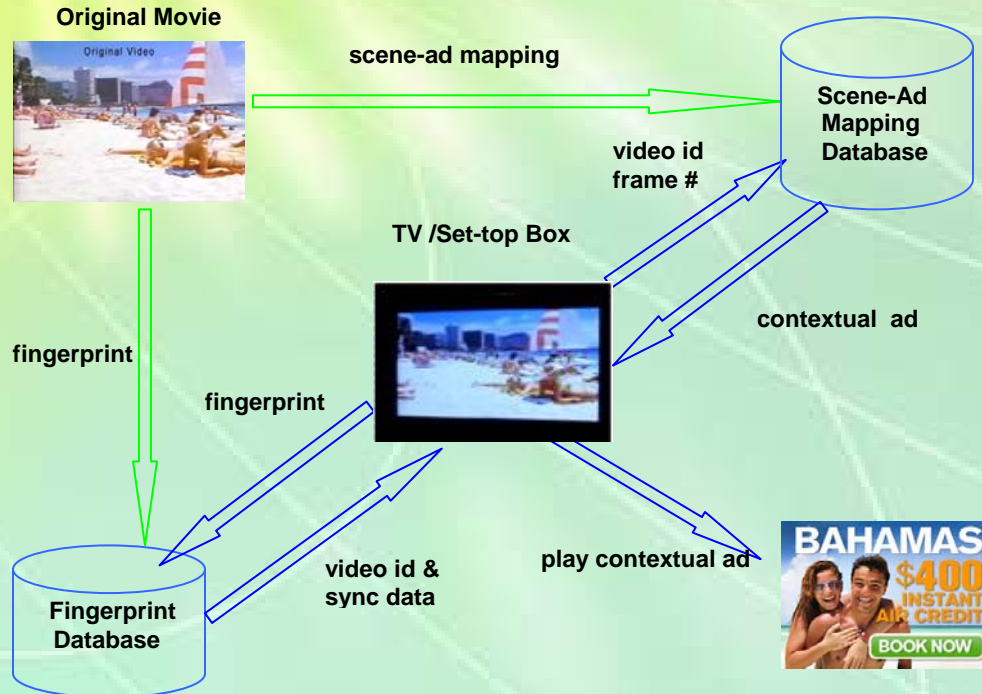 Original Movie
Original Video
scene-ad mapping
Scene-Ad
Mapping
Database
video id
frame #
TV /Set-top Box
contextual ad
fingerprint
fingerprint
video id &
sync data
play contextual ad
Fingerprint
Database
BAHAMAS
$400
INSTANT
AIR CREDIT
BOOK NOW